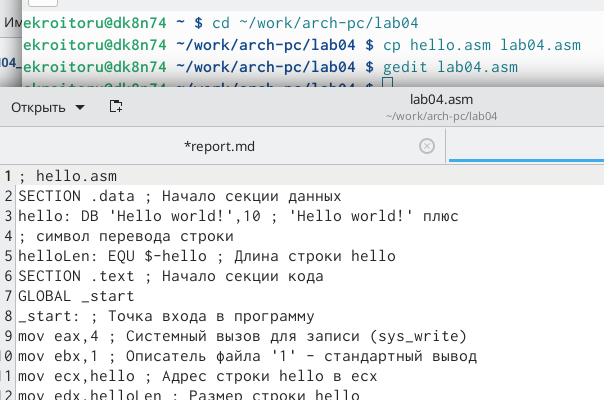 Им
ekroitoru@dk8n74 ~ $ cd ~/work/arch-pc/lab04
ekroitoru@dk8n74 ~/work/arch-pc/lab04 $ cp hello.asm lab04.asm
04_ ekroitoru@dk8n74 ~/work/arch-pc/lab04 $ gedit lab04.asm
ekroitoru@dk8n74 ~/work/arch-pc/lab04 $
Открыть
lab04.asm
~/work/arch-pc/lab04
*report.md
1 ; hello.asm
2 SECTION .data ; Начало секции данных
3 hello: DB 'Hello world!',10 ; 'Hello world!' плюс
4 ; символ перевода строки
5 helloLen: EQU $-hello ; Длина строки hello
6 SECTION .text ; Начало секции кода
7 GLOBAL _start
8 _start: ; Точка входа в программу
9 mov eax,4 ; Системный вызов для записи (sys_write)
10 mov ebx,1 ; Описатель файла '1' - стандартный вывод
11 mov ecx,hello ; Адрес строки hello в ecx
12 mov edx,helloLen ; Размер строки hello